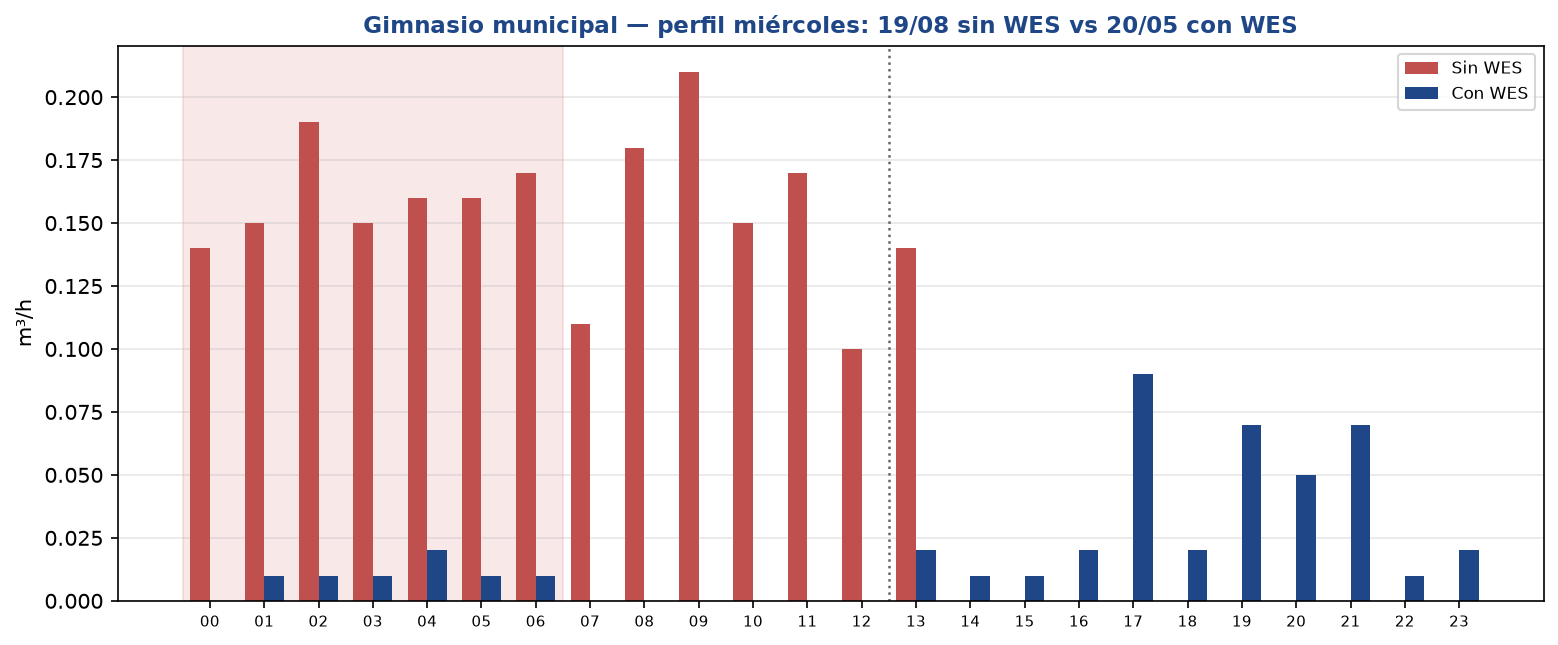 Gimnasio municipal — perfil miércoles: 19/08 sin WES vs 20/05 con WES
Sin WES
Con WES
m³/h
0.200
0.175
0.150
0.125
0.100
0.075
0.050
0.025
0.000
00 01 02 03 04 05 06 07 08 09 10 11 12 13 14 15 16 17 18 19 20 21 22 23